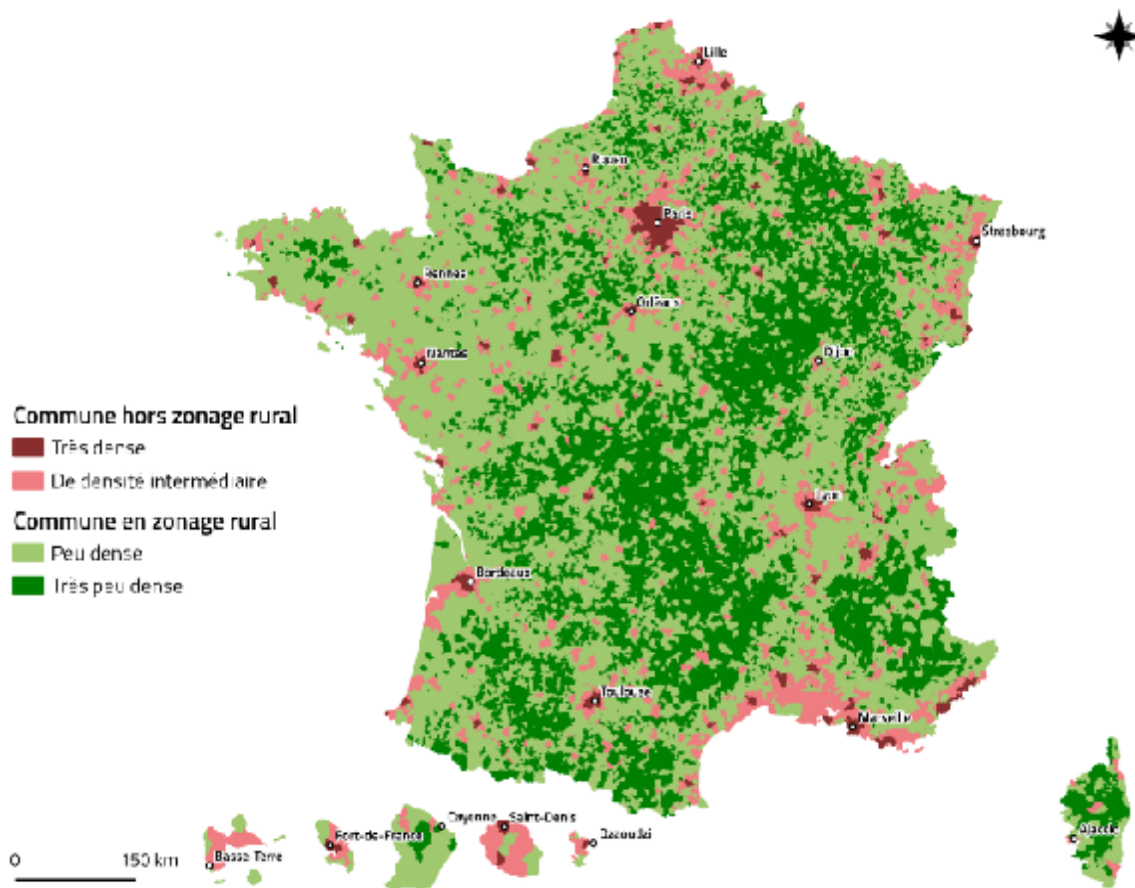 Lille
Rouen
Paris
Strasbourg
Rennes
Orléans
Nantes
Dijon
Commune hors zonage rural
Très dense
De densité intermédiaire
Lyon
Commune en zonage rural
Peu dense
Très peu dense
Bordeaux
Toulouse
Marseille
Cayenne
Saint-Denis
Fort-de-France
Dzaoudzi
Ajaccio
Basse-Terre
0 150 km